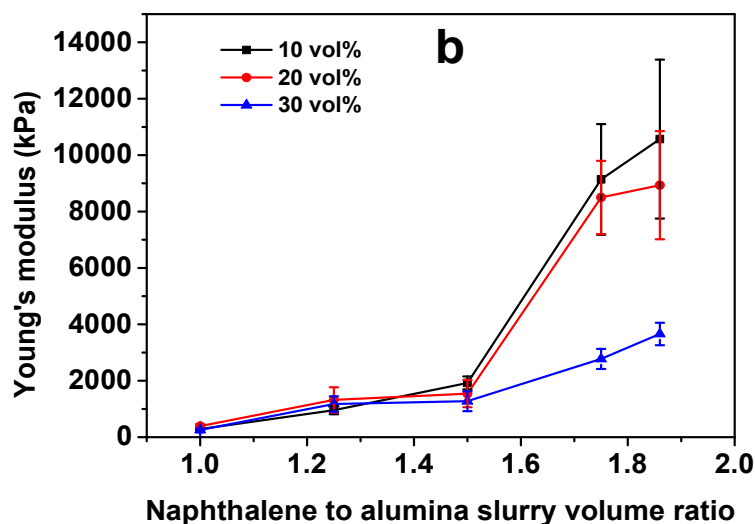 b
10 vol%
20 vol%
30 vol%
Young's modulus (kPa)
14000
12000
10000
8000
6000
4000
2000
0
1.0 1.2 1.4 1.6 1.8 2.0
Naphthalene to alumina slurry volume ratio